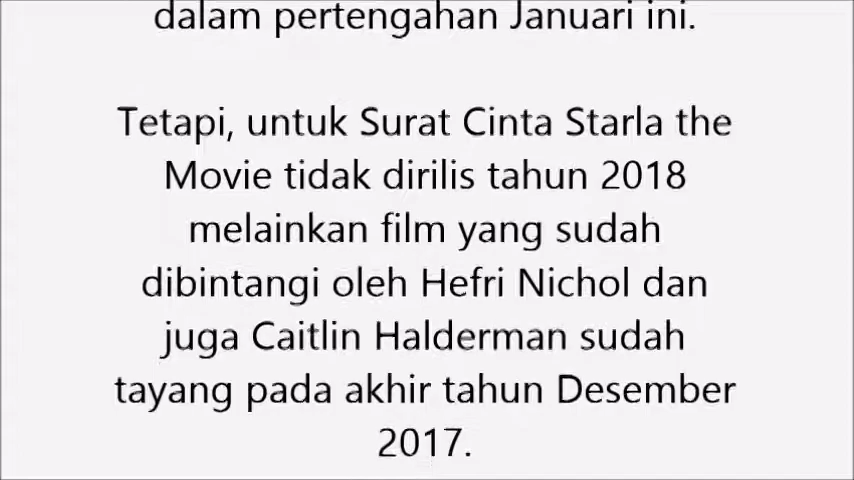 dalam pertengahan Januari ini.
Tetapi, untuk Surat Cinta Starla the
Movie tidak dirilis tahun 2018
melainkan film yang sudah
dibintangi oleh Hefri Nichol dan
juga Caitlin Halderman sudah
tayang pada akhir tahun Desember
2017.